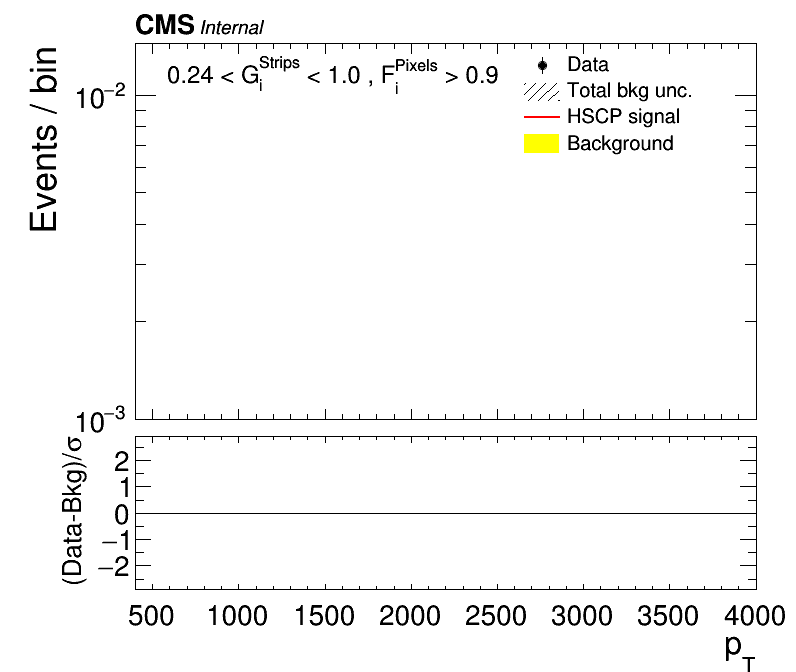 CMS Internal
Events / bin
0.24 < G_i^Strips < 1.0 , F_i^Pixels > 0.9
Data
Total bkg unc.
HSCP signal
Background
10^−2
10^−3
(Data-Bkg)/σ
2
1
0
−1
−2
500 1000 1500 2000 2500 3000 3500 4000
p_T